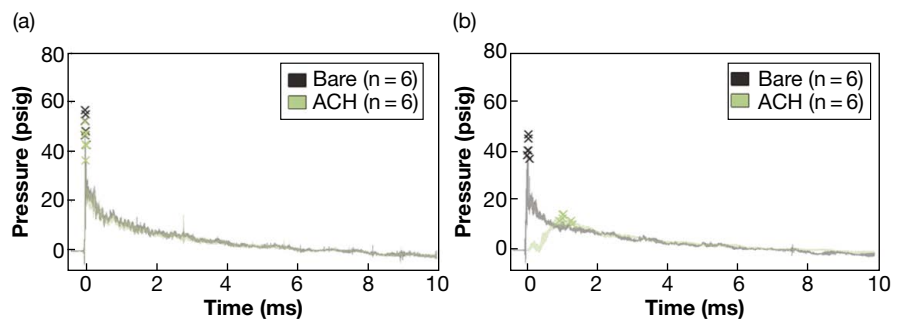 (a)
80
60
40
20
0
Pressure (psig)
Bare (n = 6)
ACH (n = 6)
0 2 4 6 8 10
Time (ms)
(b)
80
60
40
20
0
Pressure (psig)
Bare (n = 6)
ACH (n = 6)
0 2 4 6 8 10
Time (ms)